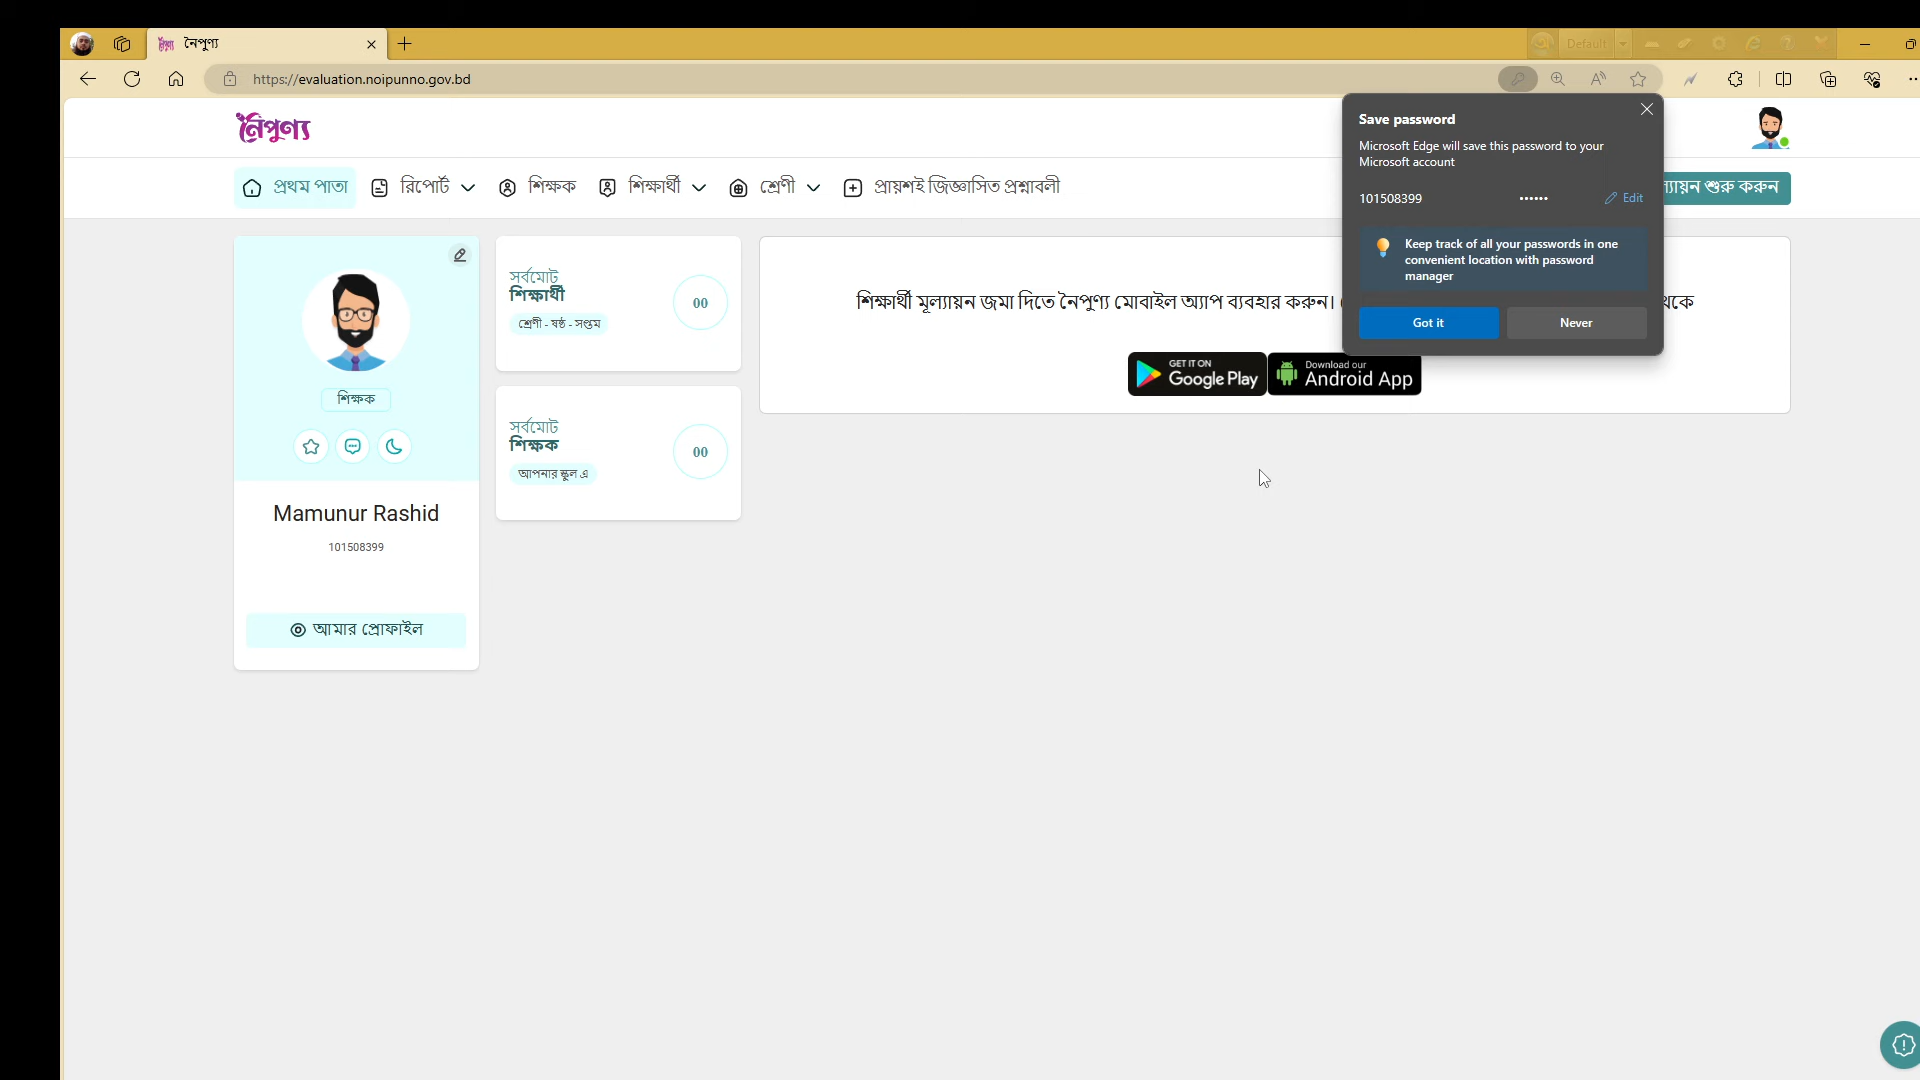 নৈপুণ্য
Default
https://evaluation.noipunno.gov.bd
নৈপুণ্য
Save password
Microsoft Edge will save this password to your
Microsoft account
101508399 •••••• Edit
Keep track of all your passwords in one
convenient location with password
manager
Got it Never
প্রথম পাতা রিপোর্ট শিক্ষক শিক্ষার্থী শ্রেণী প্রায়শই জিজ্ঞাসিত প্রশ্নাবলী শুরু করুন
শিক্ষক
Mamunur Rashid
101508399
আমার প্রোফাইল
সর্বমোট
শিক্ষার্থী
শ্রেণী - ষষ্ঠ - সপ্তম
00
সর্বমোট
শিক্ষক
আপনার স্কুল এ
00
শিক্ষার্থী মূল্যায়ন জমা দিতে নৈপুণ্য মোবাইল অ্যাপ ব্যবহার করুন।
GET IT ON
Google Play
Download our
Android App